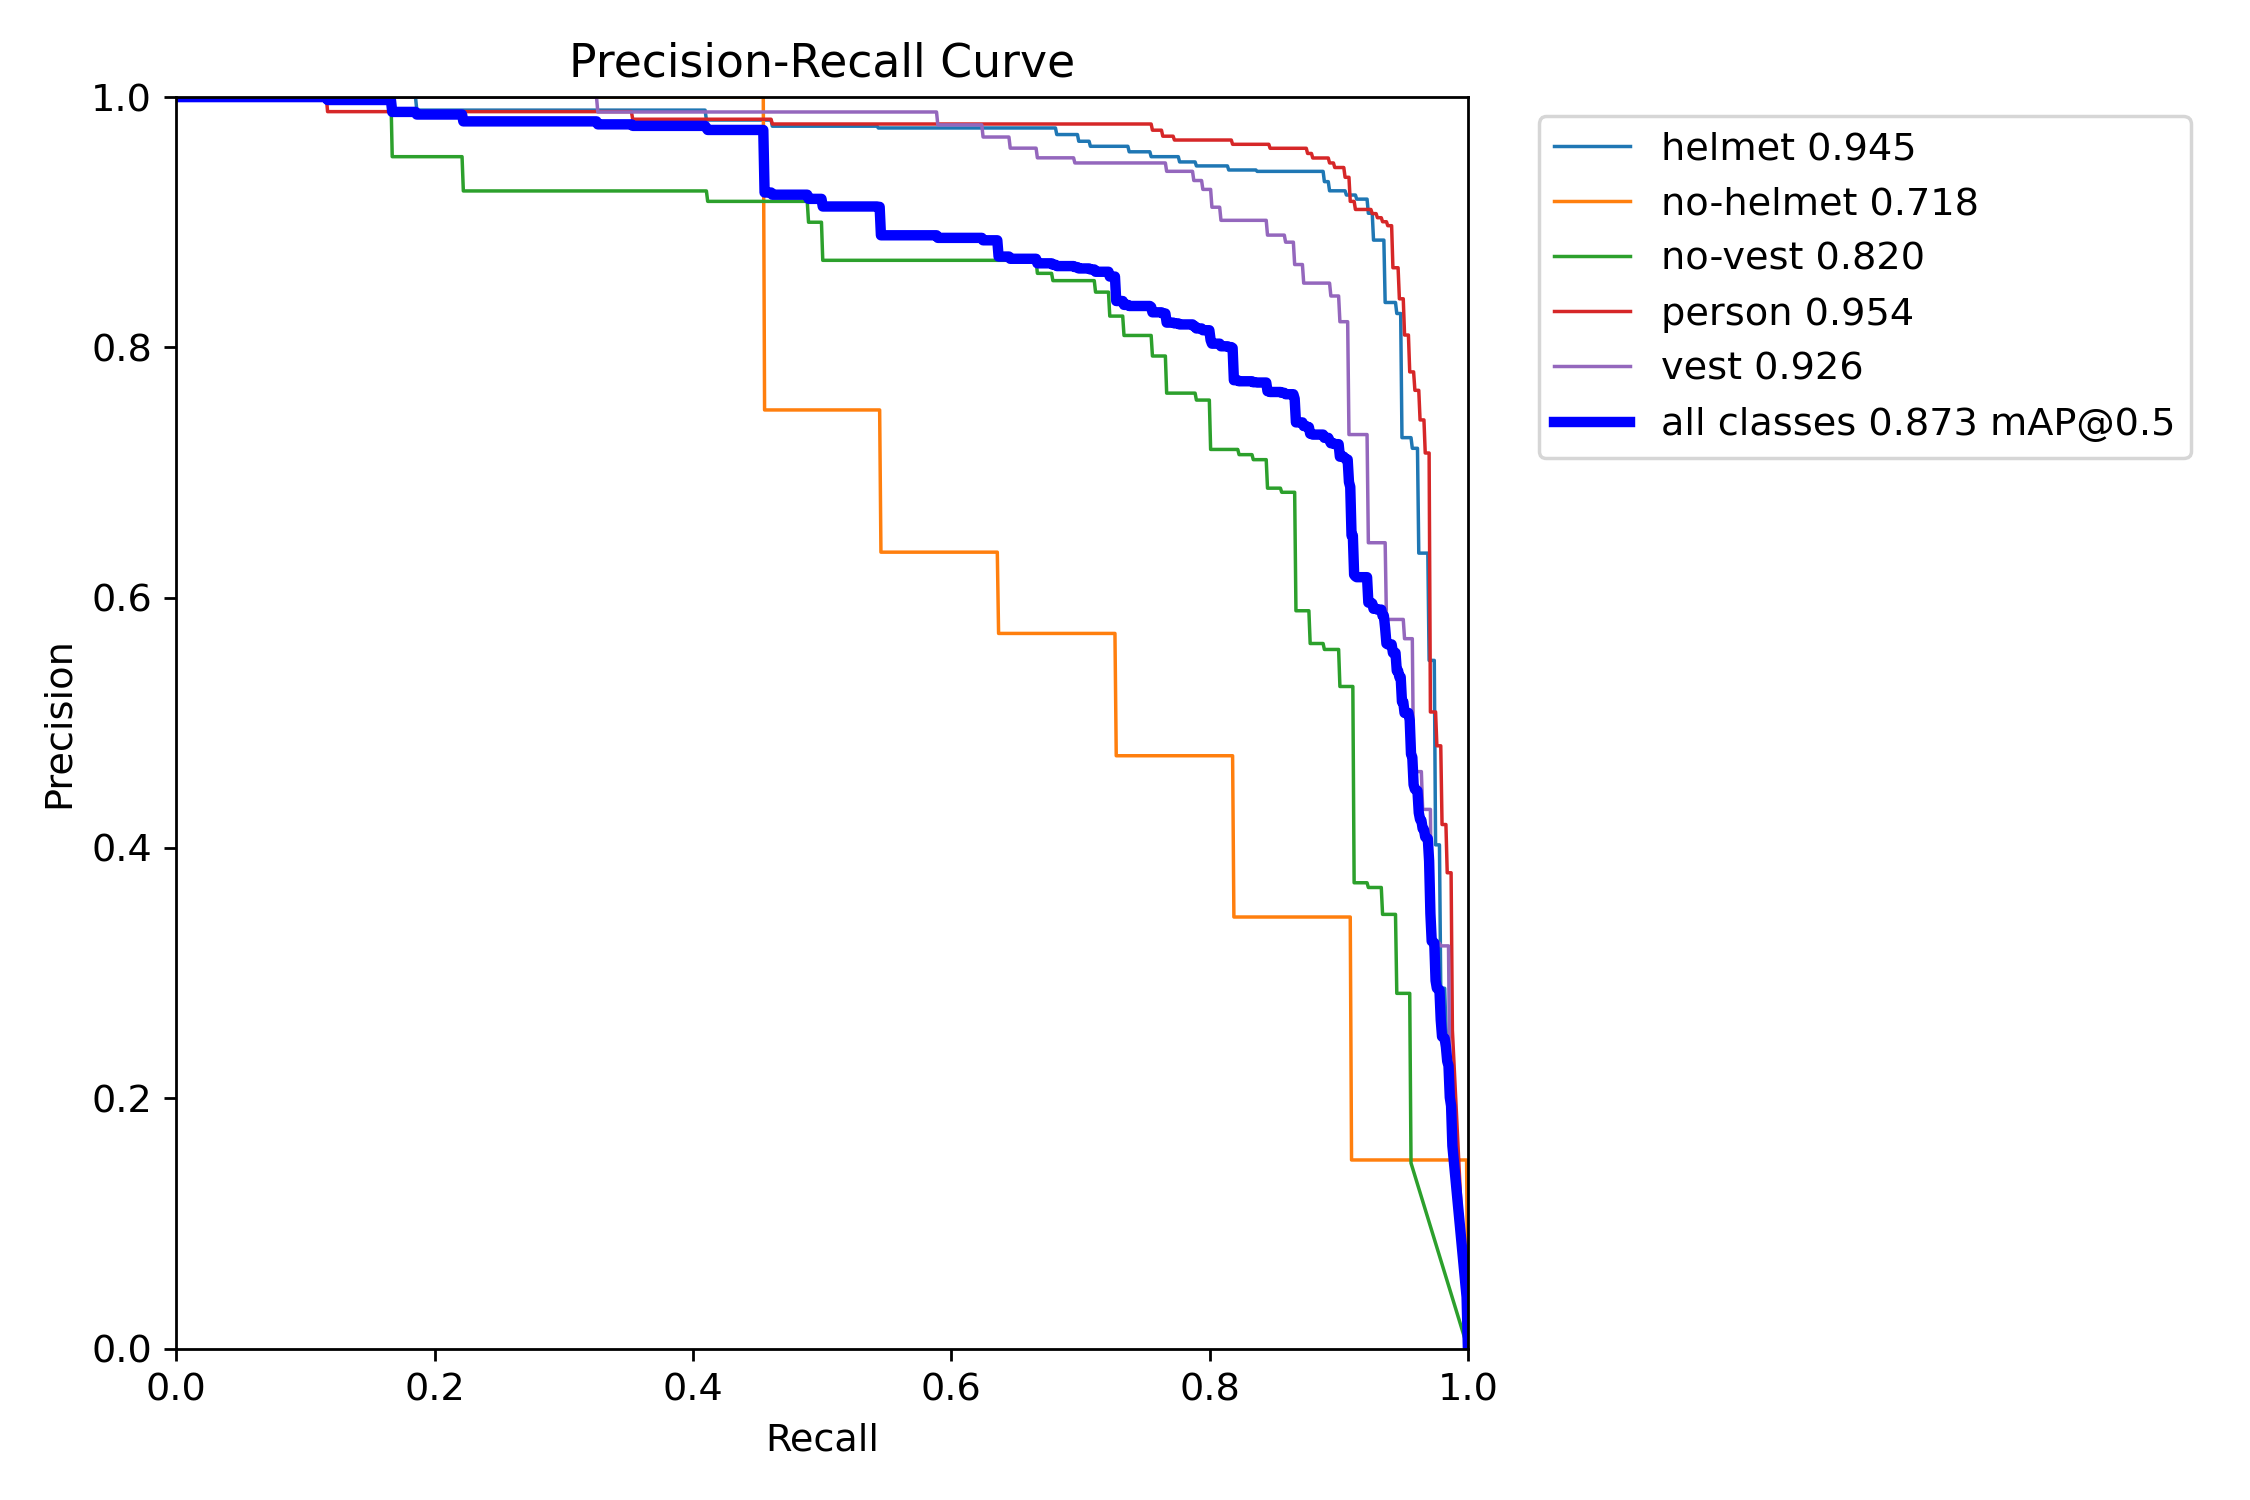 Precision-Recall Curve
1.0
0.8
0.6
0.4
0.2
0.0
Precision
0.0 0.2 0.4 0.6 0.8 1.0
Recall
helmet 0.945
no-helmet 0.718
no-vest 0.820
person 0.954
vest 0.926
all classes 0.873 mAP@0.5